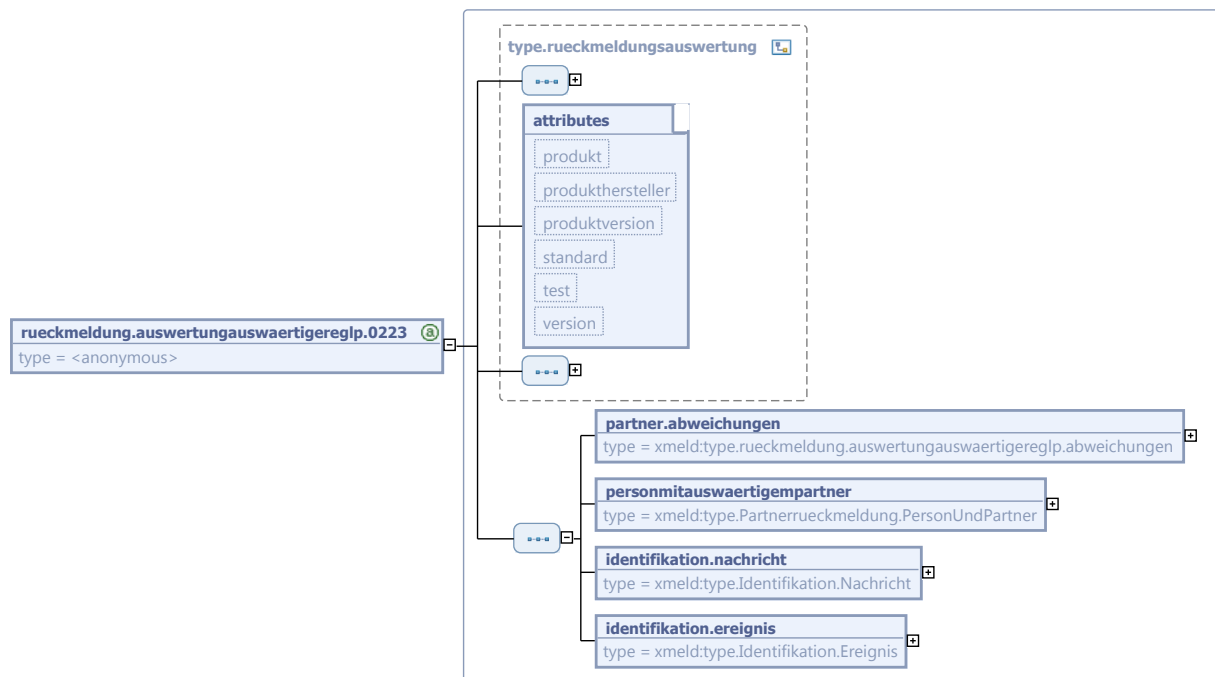 type.rueckmeldungsauswertung
attributes
produkt
produkthersteller
produktversion
standard
test
version
rueckmeldung.auswertungauswaertigereglp.0223 @
type = <anonymous>
partner.abweichungen
type = xmeld:type.rueckmeldung.auswertungauswaertigereglp.abweichungen
personmitauswaertigempartner
type = xmeld:type.Partnerrueckmeldung.PersonUndPartner
identifikation.nachricht
type = xmeld:type.Identifikation.Nachricht
identifikation.ereignis
type = xmeld:type.Identifikation.Ereignis